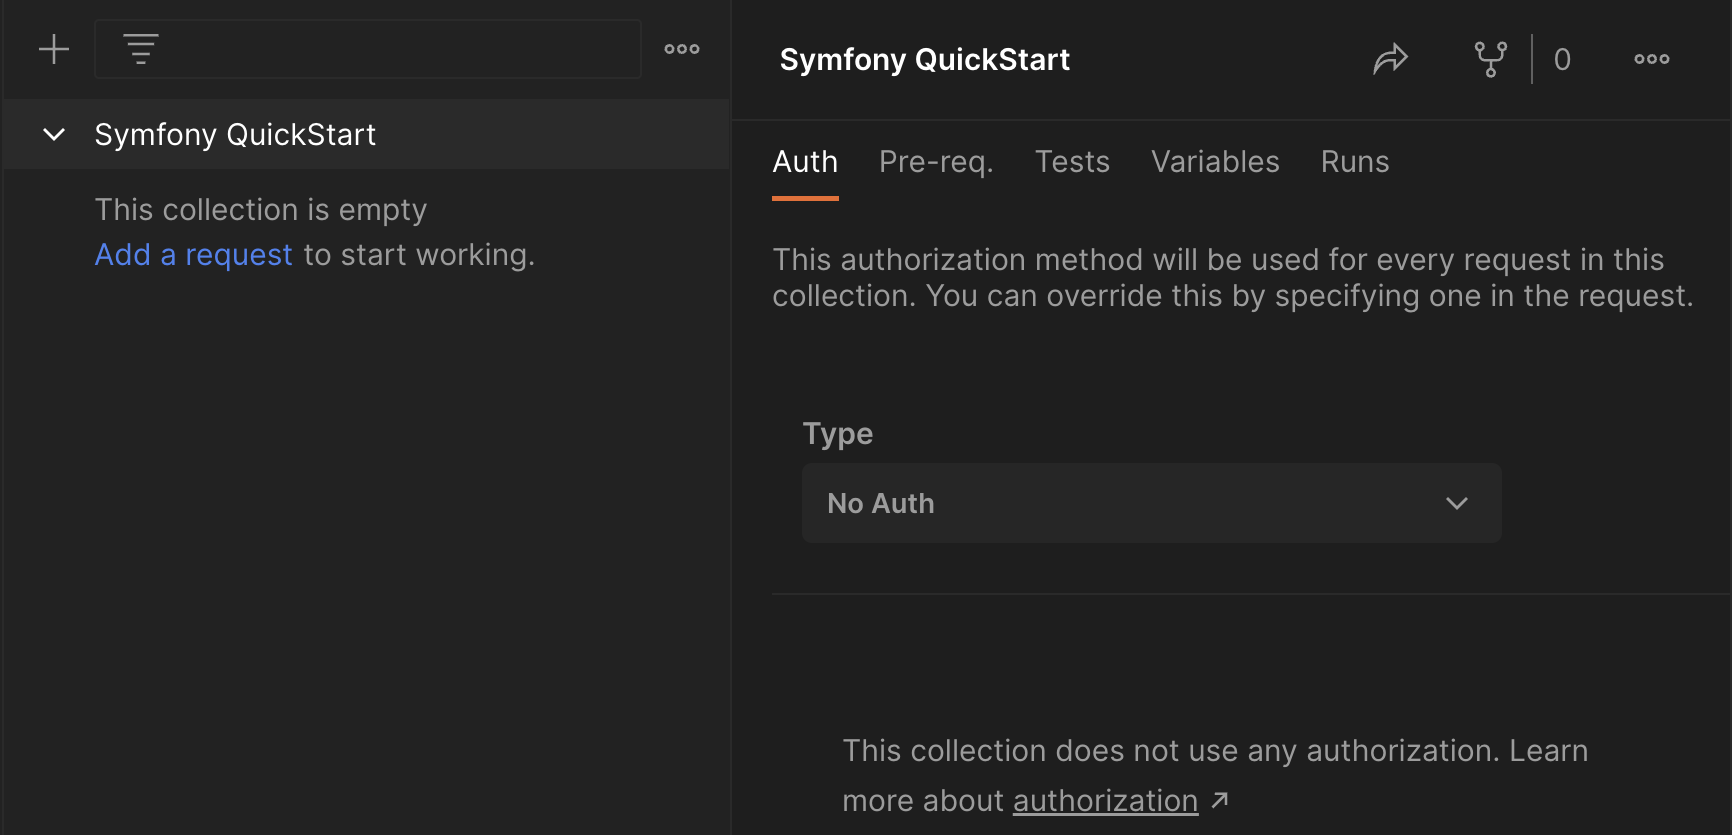 Symfony QuickStart
This collection is empty
Add a request to start working.
Symfony QuickStart
0
Auth Pre-req. Tests Variables Runs
This authorization method will be used for every request in this
collection. You can override this by specifying one in the request.
Type
No Auth
This collection does not use any authorization. Learn
more about authorization ↗